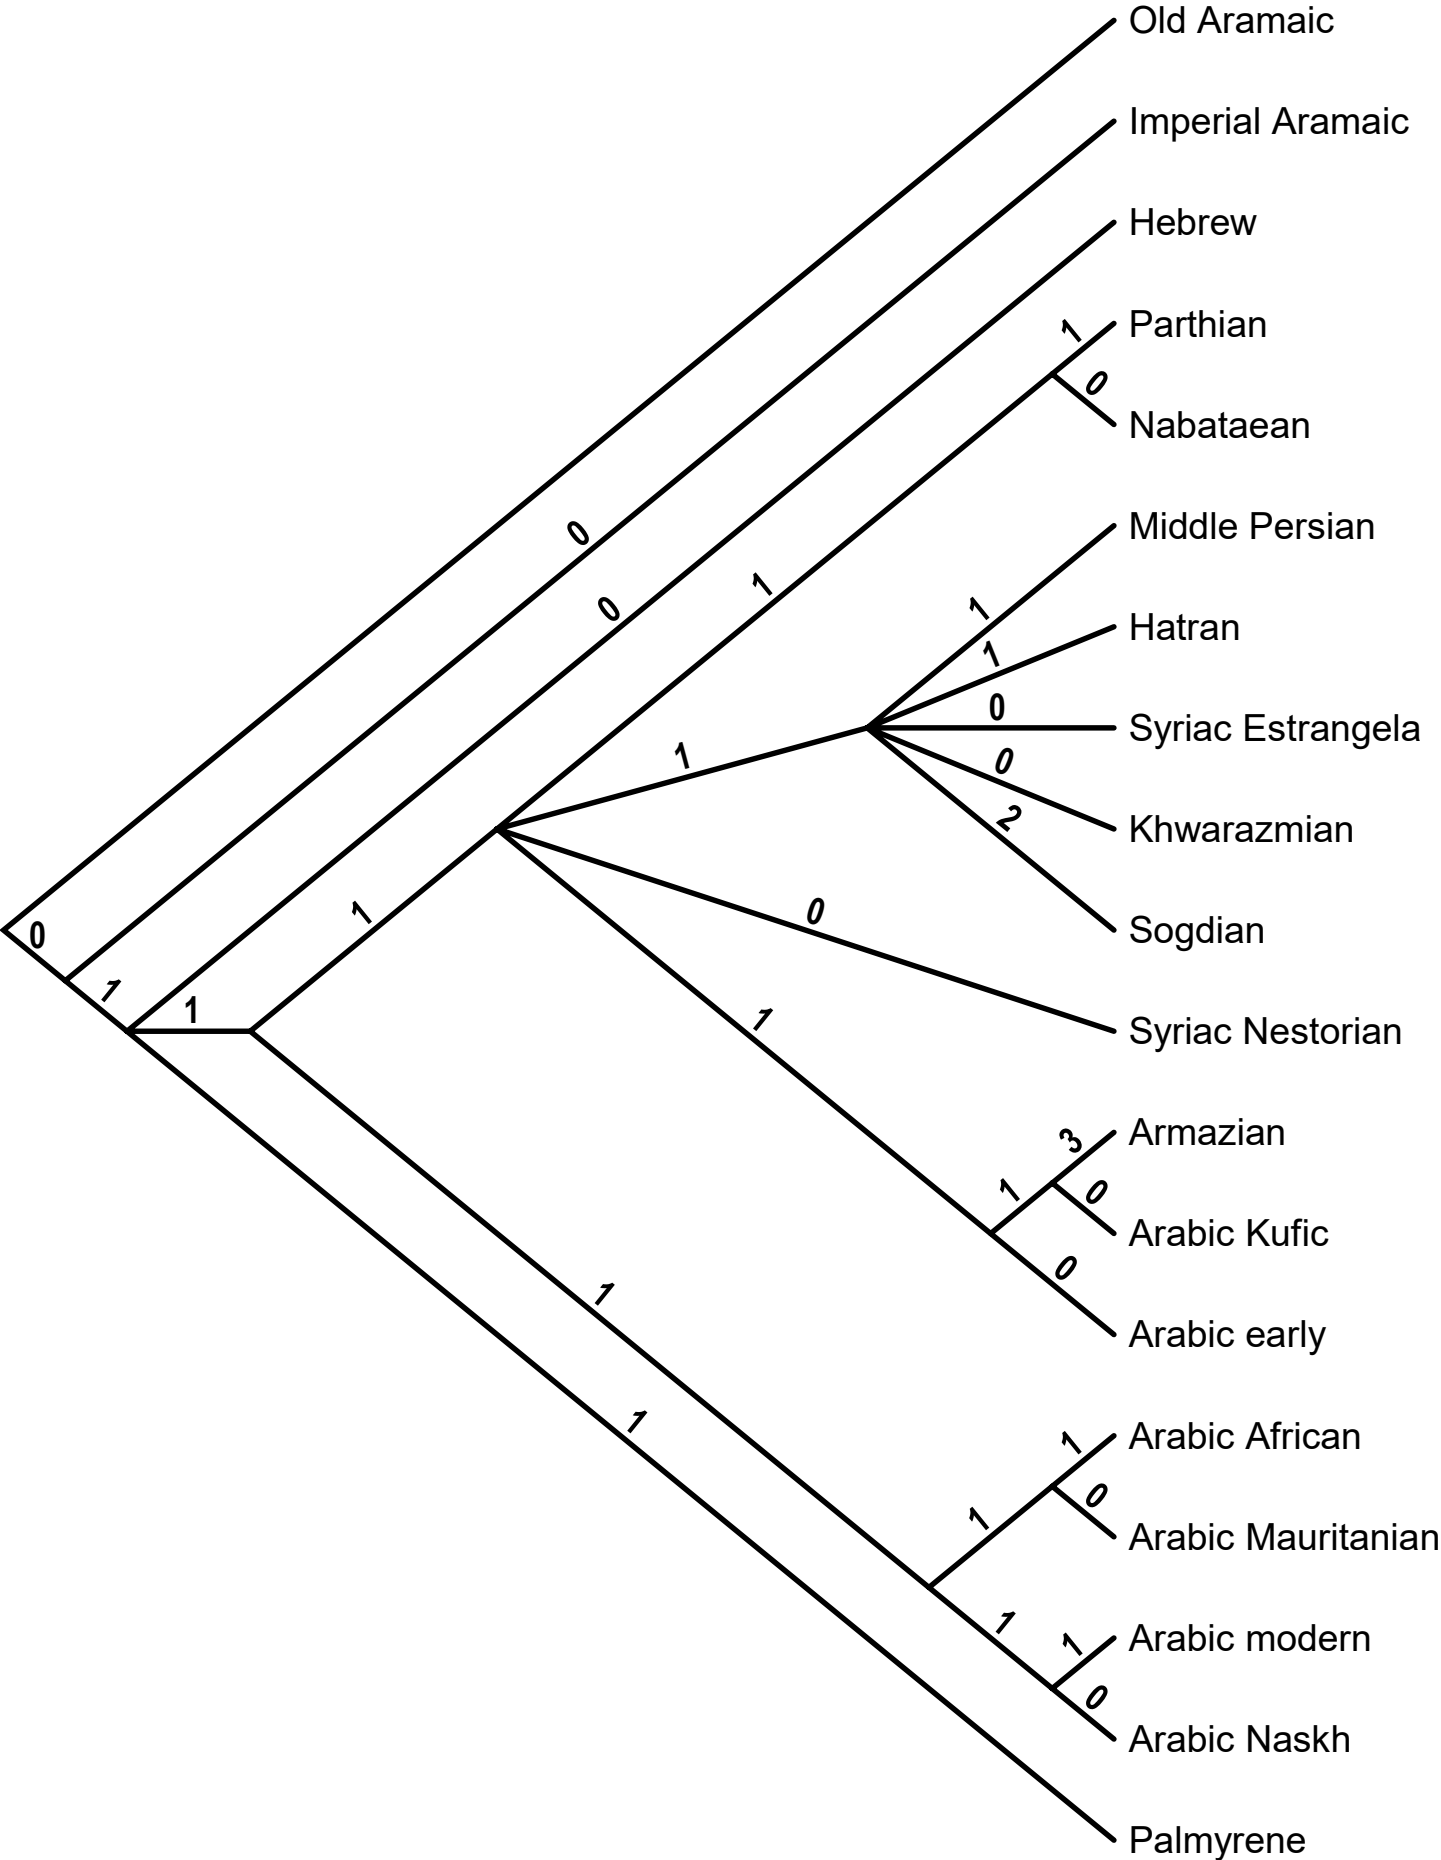 Old Aramaic
Imperial Aramaic
Hebrew
1
Parthian
0
Nabataean
0
Middle Persian
1
0
1
Hatran
1
0
Syriac Estrangela
1
0
Khwarazmian
2
0
Sogdian
1
0
1
1
Syriac Nestorian
1
3
Armazian
1
0
Arabic Kufic
0
1
Arabic early
1
1
Arabic African
0
1
Arabic Mauritanian
1
1
Arabic modern
0
Arabic Naskh
Palmyrene